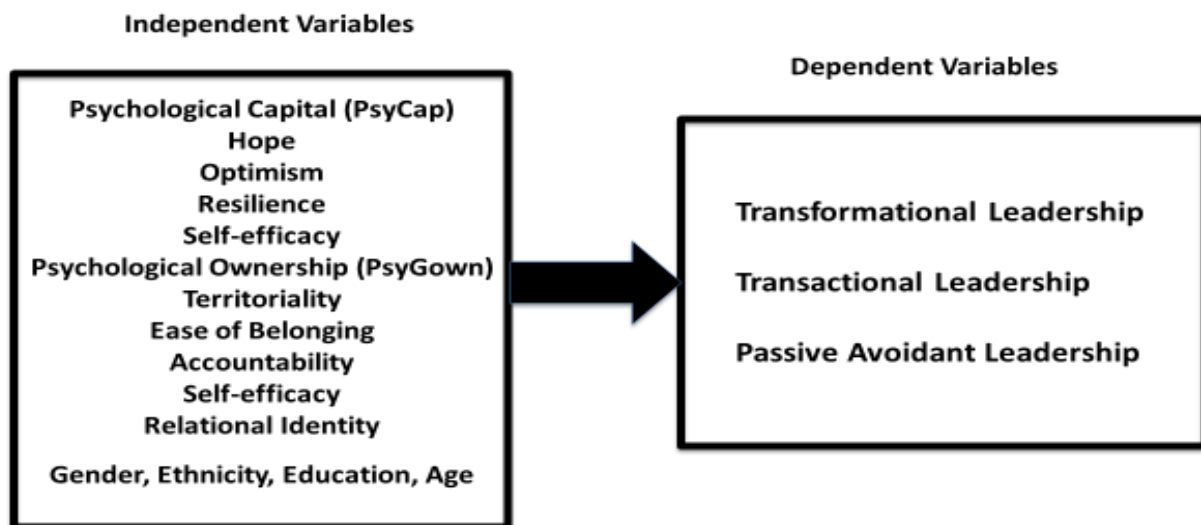 Independent Variables
Psychological Capital (PsyCap)
Hope
Optimism
Resilience
Self-efficacy
Psychological Ownership (PsyGown)
Territoriality
Ease of Belonging
Accountability
Self-efficacy
Relational Identity
Gender, Ethnicity, Education, Age
Dependent Variables
Transformational Leadership
Transactional Leadership
Passive Avoidant Leadership